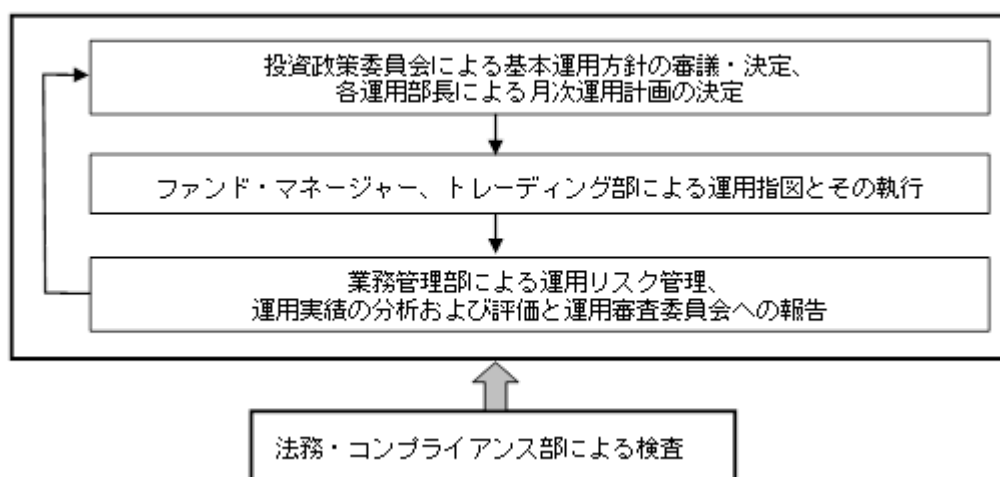 投資政策委員会による基本運用方針の審議・決定、
各運用部長による月次運用計画の決定
ファンド・マネージャー、トレーディング部による運用指図とその執行
業務管理部による運用リスク管理、
運用実績の分析および評価と運用審査委員会への報告
法務・コンプライアンス部による検査